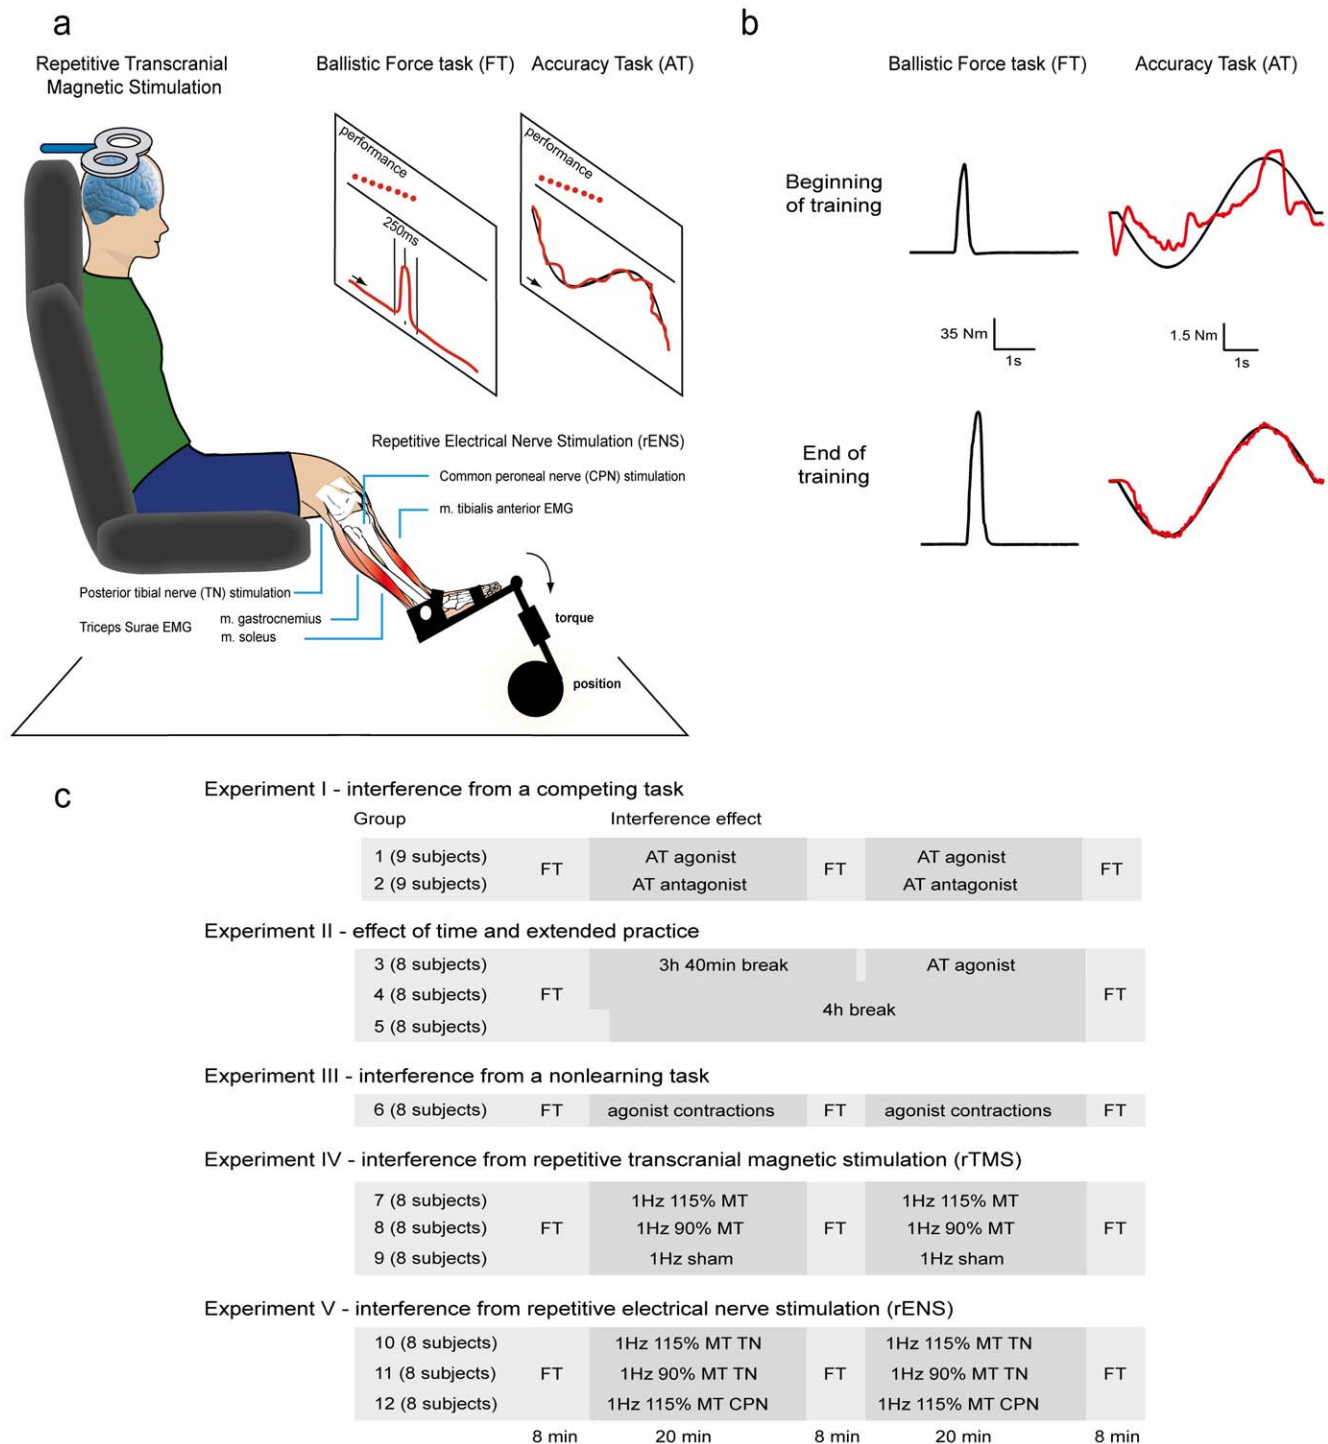 a
Repetitive Transcranial
Magnetic Stimulation
Ballistic Force task (FT)
Accuracy Task (AT)
performance
250ms
performance
Repetitive Electrical Nerve Stimulation (rENS)
Common peroneal nerve (CPN) stimulation
m. tibialis anterior EMG
Posterior tibial nerve (TN) stimulation
Triceps Surae EMG
m. gastrocnemius
m. soleus
torque
position
b
Ballistic Force task (FT)
Accuracy Task (AT)
Beginning
of training
35 Nm
1s
1.5 Nm
1s
End of
training
c
Experiment I - interference from a competing task
Group Interference effect
1 (9 subjects) FT AT agonist FT AT agonist FT
2 (9 subjects) AT antagonist AT antagonist
Experiment II - effect of time and extended practice
3 (8 subjects) 3h 40min break AT agonist
4 (8 subjects) FT 4h break FT
5 (8 subjects)
Experiment III - interference from a nonlearning task
6 (8 subjects) FT agonist contractions FT agonist contractions FT
Experiment IV - interference from repetitive transcranial magnetic stimulation (rTMS)
7 (8 subjects) 1Hz 115% MT 1Hz 115% MT
8 (8 subjects) FT 1Hz 90% MT FT 1Hz 90% MT FT
9 (8 subjects) 1Hz sham 1Hz sham
Experiment V - interference from repetitive electrical nerve stimulation (rENS)
10 (8 subjects) 1Hz 115% MT TN 1Hz 115% MT TN
11 (8 subjects) FT 1Hz 90% MT TN FT 1Hz 90% MT TN FT
12 (8 subjects) 1Hz 115% MT CPN 1Hz 115% MT CPN
8 min 20 min 8 min 20 min 8 min